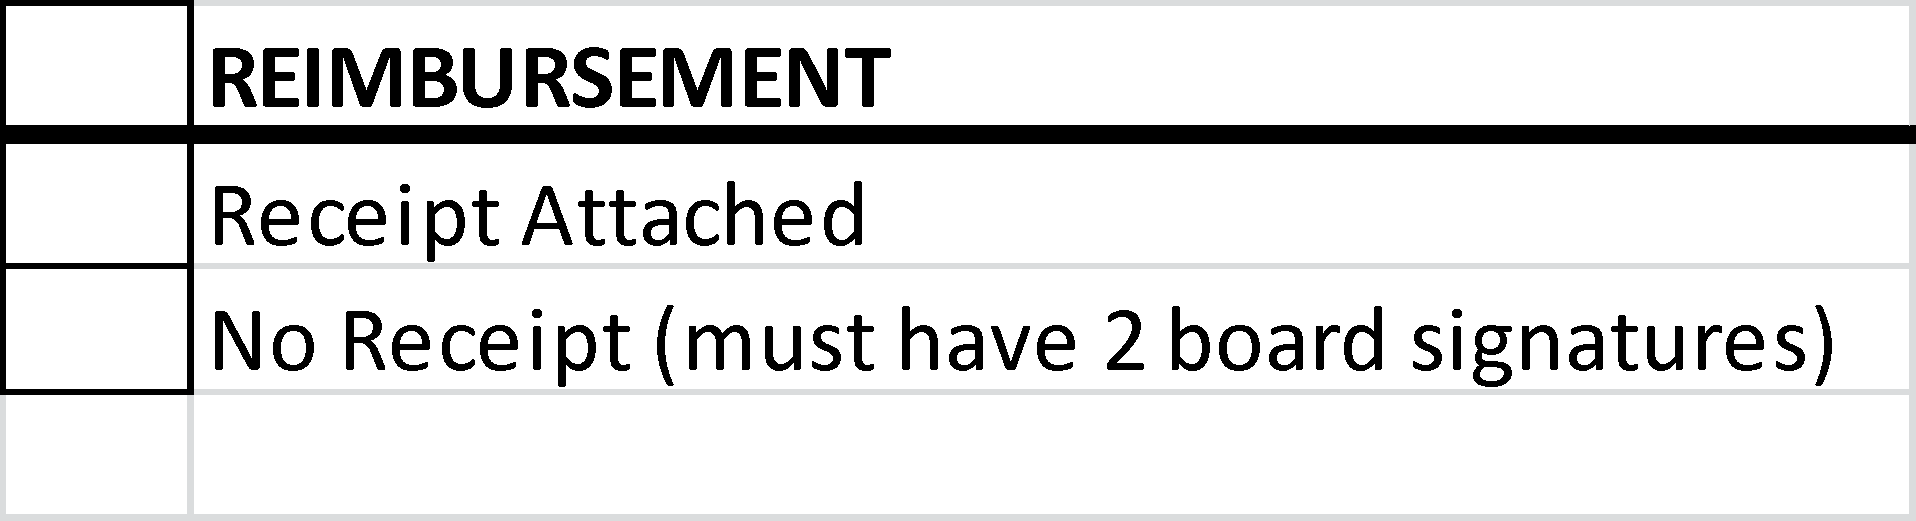 REIMBURSEMENT
Receipt Attached
No Receipt (must have 2 board signatures)